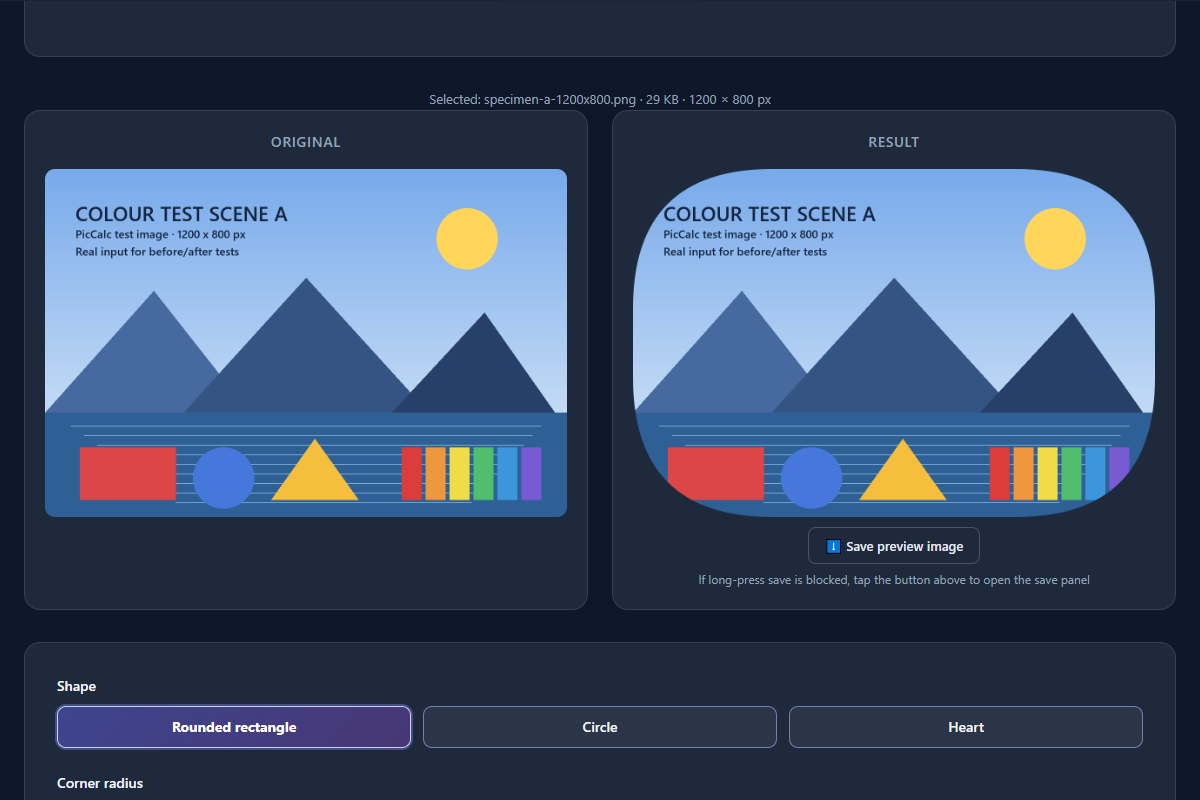 Selected: specimen-a-1200x800.png · 29 KB · 1200 × 800 px
ORIGINAL
COLOUR TEST SCENE A
PicCalc test image · 1200 x 800 px
Real input for before/after tests
RESULT
COLOUR TEST SCENE A
PicCalc test image · 1200 x 800 px
Real input for before/after tests
Save preview image
If long-press save is blocked, tap the button above to open the save panel
Shape
Rounded rectangle
Circle
Heart
Corner radius